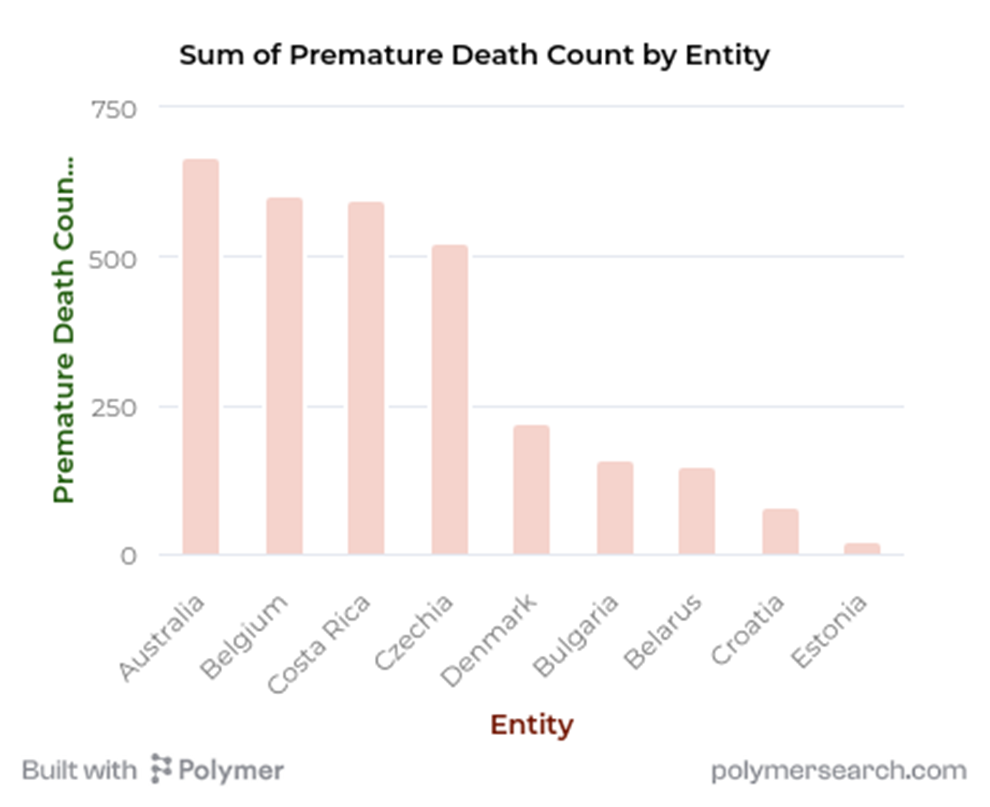 Sum of Premature Death Count by Entity
Premature Death Coun...
750
500
250
0
Australia
Belgium
Costa Rica
Czechia
Denmark
Bulgaria
Belarus
Croatia
Estonia
Entity
Built with Polymer
polymersearch.com